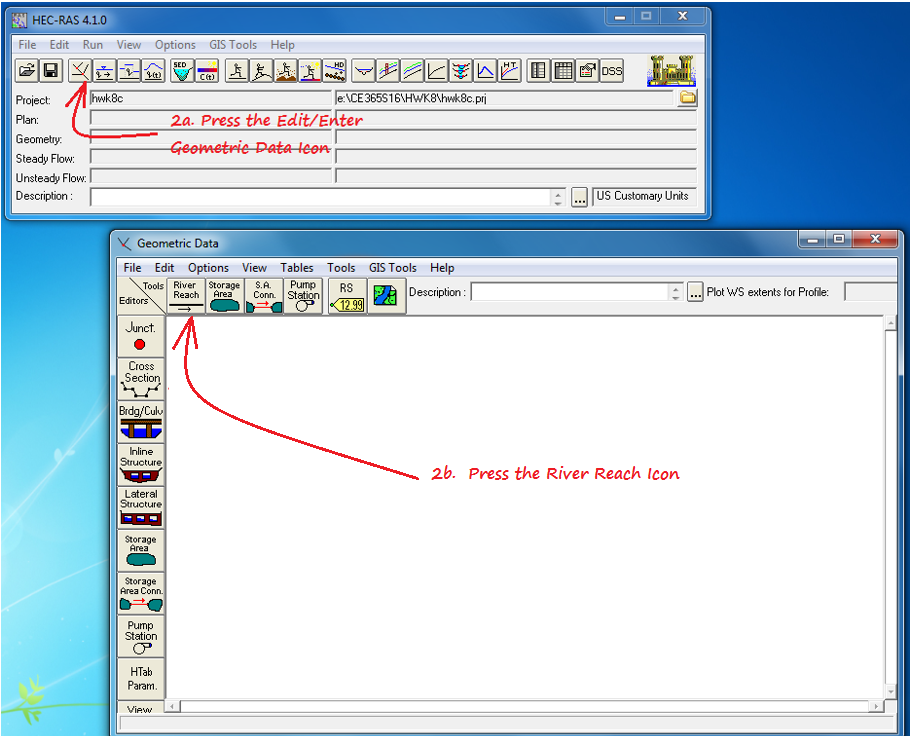 HEC-RAS 4.1.0
File Edit Run View Options GIS Tools Help
SED HD MT DSS
C(t)
Project: hwk8c e:\CE365S16\HWK8\hwk8c.prj
Plan: 2a. Press the Edit/Enter
Geometry:
Geometric Data Icon
Steady Flow:
Unsteady Flow:
Description : ... US Customary Units
Geometric Data
File Edit Options View Tables Tools GIS Tools Help
Tools
Editors
River
Reach
Storage
Area
S.A.
Conn.
Pump
Station
RS
12.99
Description : ... Plot WS extents for Profile:
Junct.
Cross
Section
Brdg/Culv
Inline
Structure
Lateral
Structure
Storage
Area
Storage
Area Conn.
Pump
Station
HTab
Param.
View
2b. Press the River Reach Icon